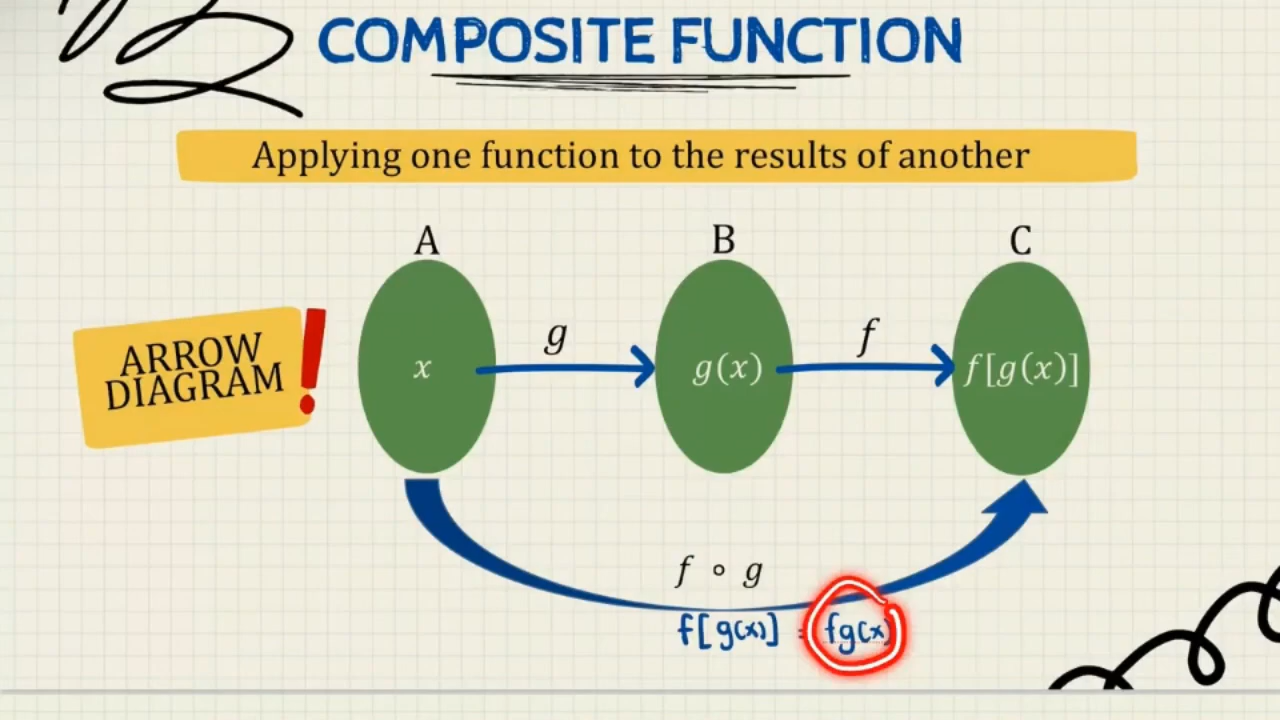 COMPOSITE FUNCTION
Applying one function to the results of another
A B C
ARROW
DIAGRAM!
g f
x g(x) f[g(x)]
f ∘ g
f[g(x)] = fg(x)